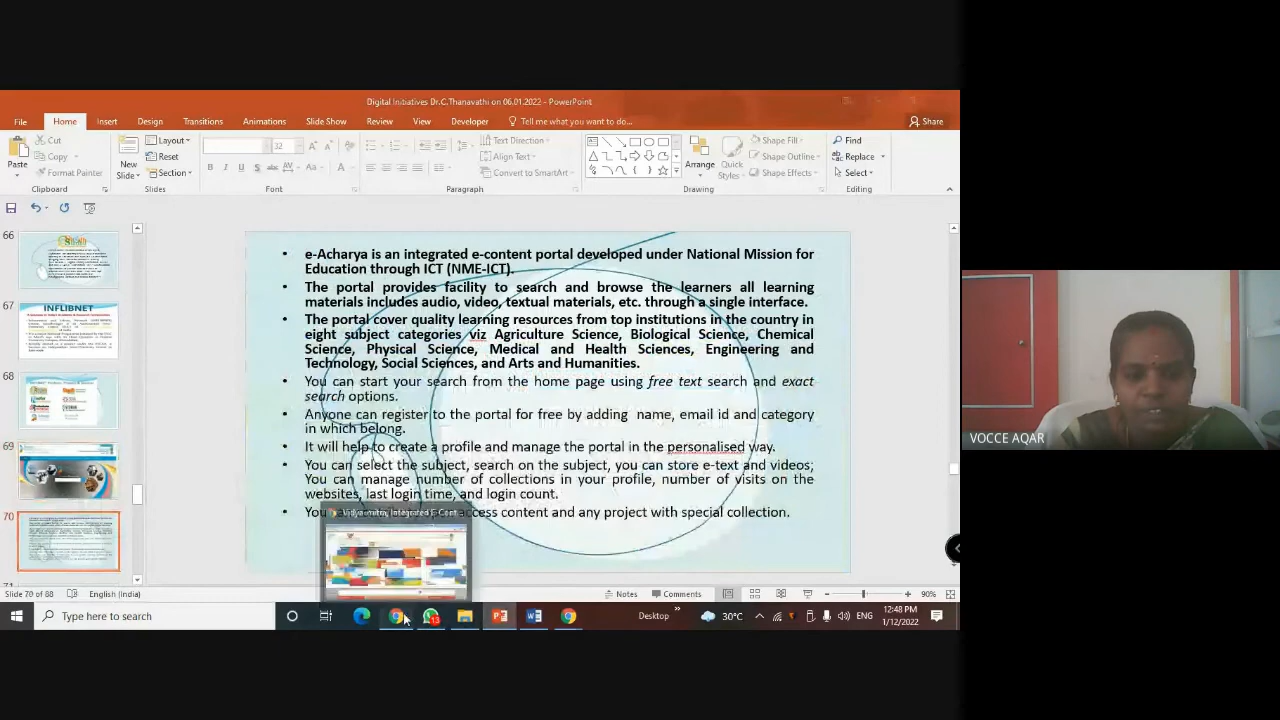 Digital Initiatives Dr.C.Thanavathi on 06.01.2022 - PowerPoint
File Home Insert Design Transitions Animations Slide Show Review View Developer Tell me what you want to do... Share
Cut
Copy
Format Painter
Paste
Clipboard
New
Slide
Layout
Reset
Section
Slides
32
Font
Text Direction
Align Text
Convert to SmartArt
Paragraph
Arrange
Quick
Styles
Shape Fill
Shape Outline
Shape Effects
Drawing
Find
Replace
Select
Editing
66
67
INFLIBNET
68
69
70
• e-Acharya is an integrated e-content portal developed under National Mission for
Education through ICT (NME-ICT).
• The portal provides facility to search and browse the learners all learning
materials includes audio, video, textual materials, etc. through a single interface.
• The portal cover quality learning resources from top institutions in the country in
eight subject categories viz Agriculture Science, Biological Science, Chemical
Science, Physical Science, Medical and Health Sciences, Engineering and
Technology, Social Sciences, and Arts and Humanities.
• You can start your search from the home page using free text search and exact
search options.
• Anyone can register to the portal for free by adding name, email id and category
in which belong.
• It will help to create a profile and manage the portal in the personalised way.
• You can select the subject, search on the subject, you can store e-text and videos;
You can manage number of collections in your profile, number of visits on the
websites, last login time, and login count.
• You access content and any project with special collection.
Vidya-mitra, Integrated E-Cont...
Slide 70 of 88 English (India) Notes Comments 90%
Type here to search 13 Desktop 30°C ENG 12:48 PM
1/12/2022
VOCCE AQAR